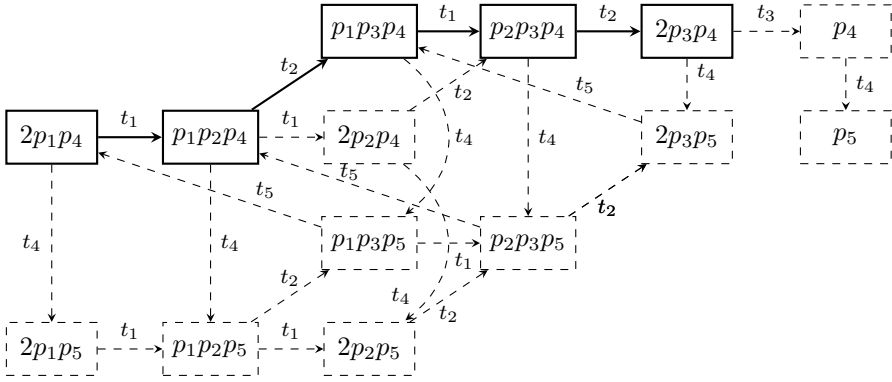 p₁p₃p₄ t₁ p₂p₃p₄ t₂ 2p₃p₄ t₃ p₄
t₂ t₂ t₅ t₄ t₄
2p₁p₄ t₁ p₁p₂p₄ t₁ 2p₂p₄ t₄ t₄ 2p₃p₅ p₅
t₅ t₅ t₂
t₄ t₄ p₁p₃p₅ t₁ p₂p₃p₅
t₂ t₄ t₂
2p₁p₅ t₁ p₁p₂p₅ t₁ 2p₂p₅